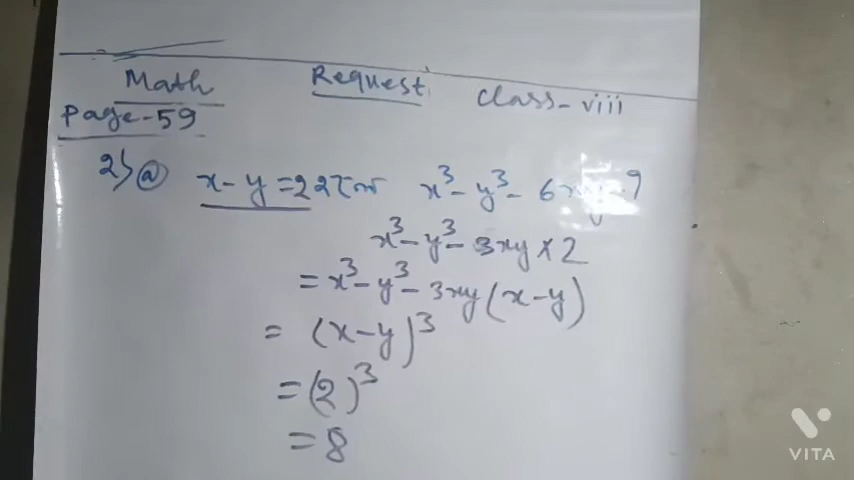 Math Request class-viii
Page-59
2) ⓐ x - y = 2 হলে x³ - y³ - 6xy = ?
x³ - y³ - 3xy × 2
= x³ - y³ - 3xy (x - y)
= (x - y)³
= (2)³
= 8
VITA